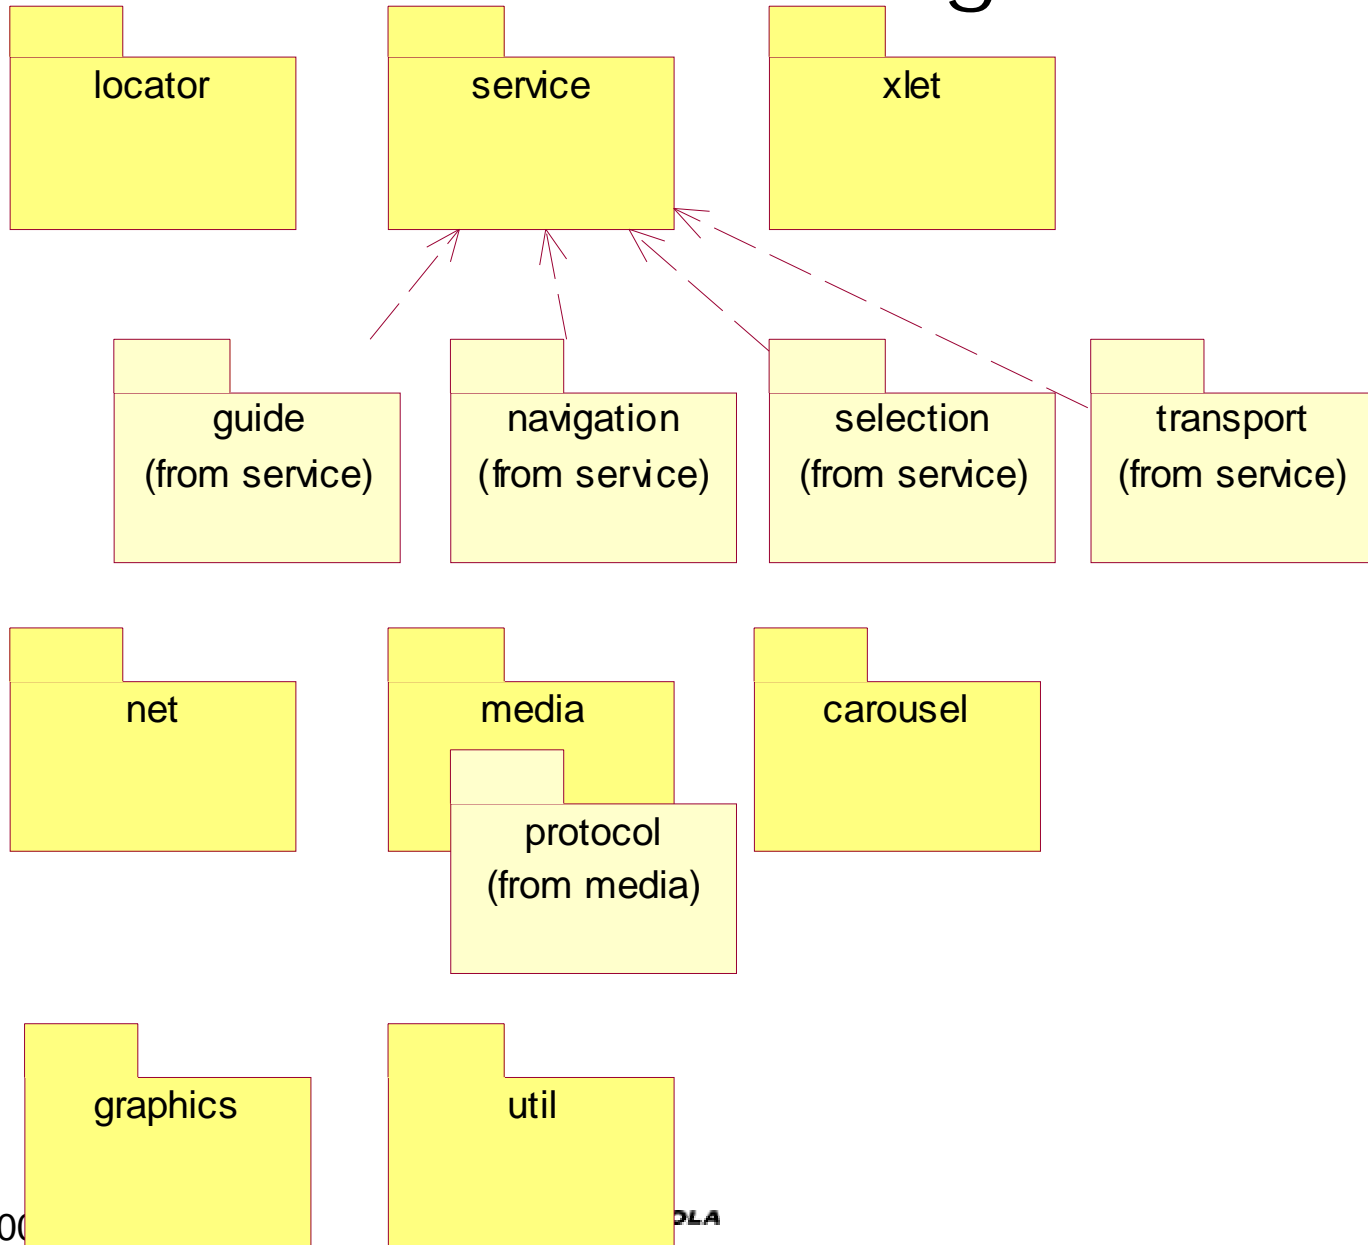 locator
service
xlet
guide
(from service)
navigation
(from service)
selection
(from service)
transport
(from service)
net
media
carousel
protocol
(from media)
graphics
util